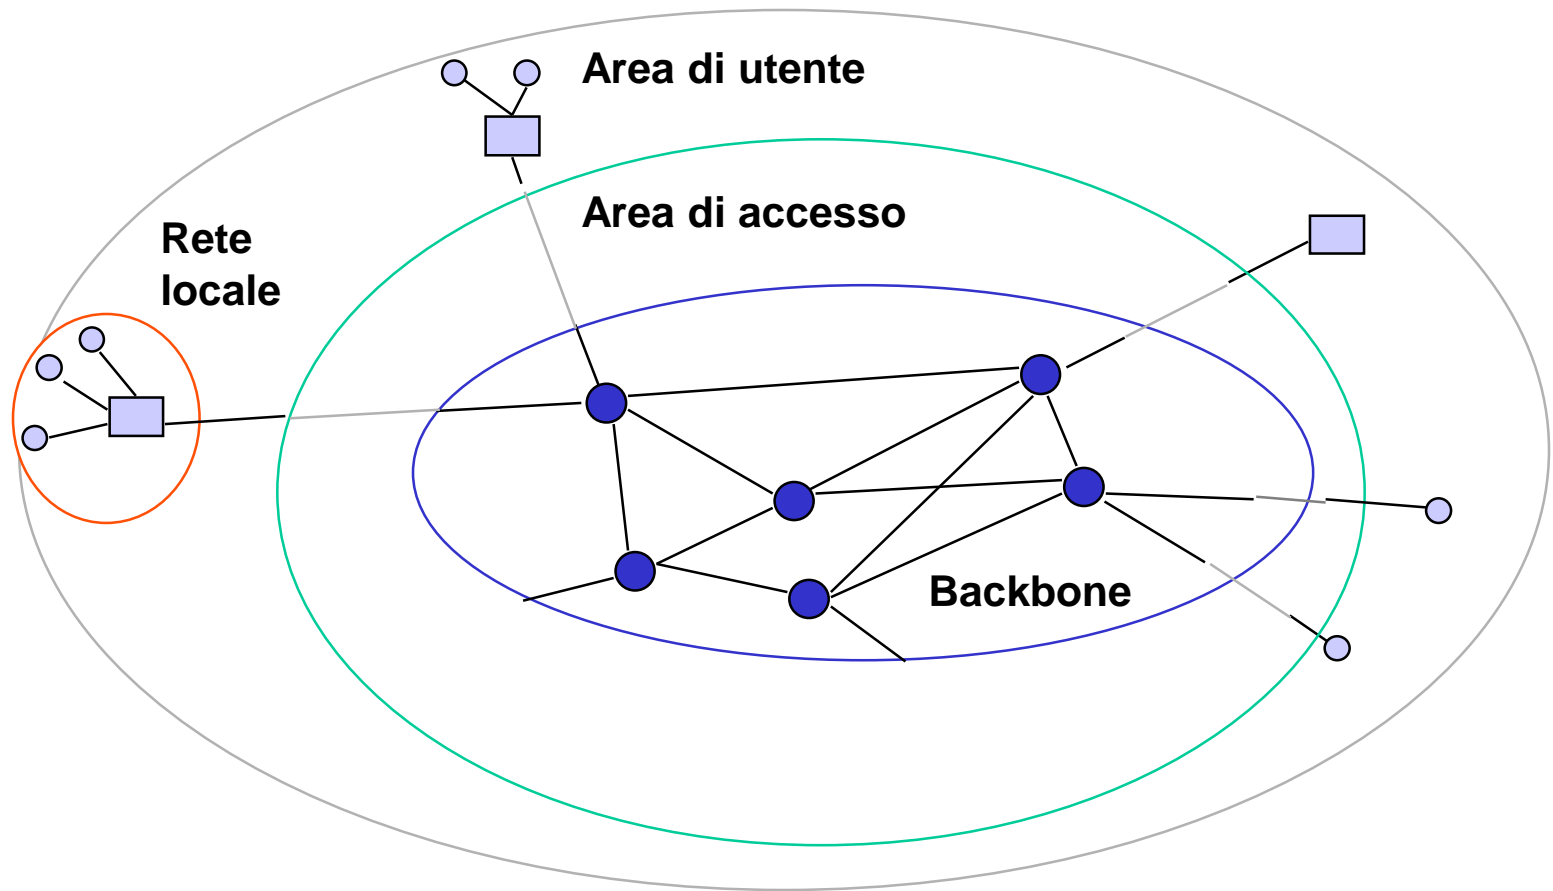 Area di utente
Area di accesso
Rete
locale
Backbone